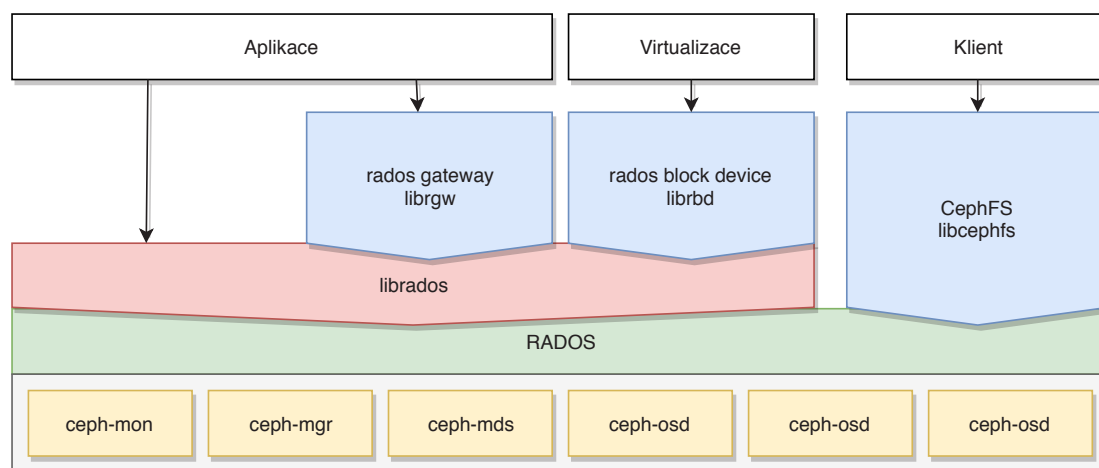 Aplikace
Virtualizace
Klient
rados gateway
librgw
rados block device
librbd
CephFS
libcephfs
librados
RADOS
ceph-mon
ceph-mgr
ceph-mds
ceph-osd
ceph-osd
ceph-osd